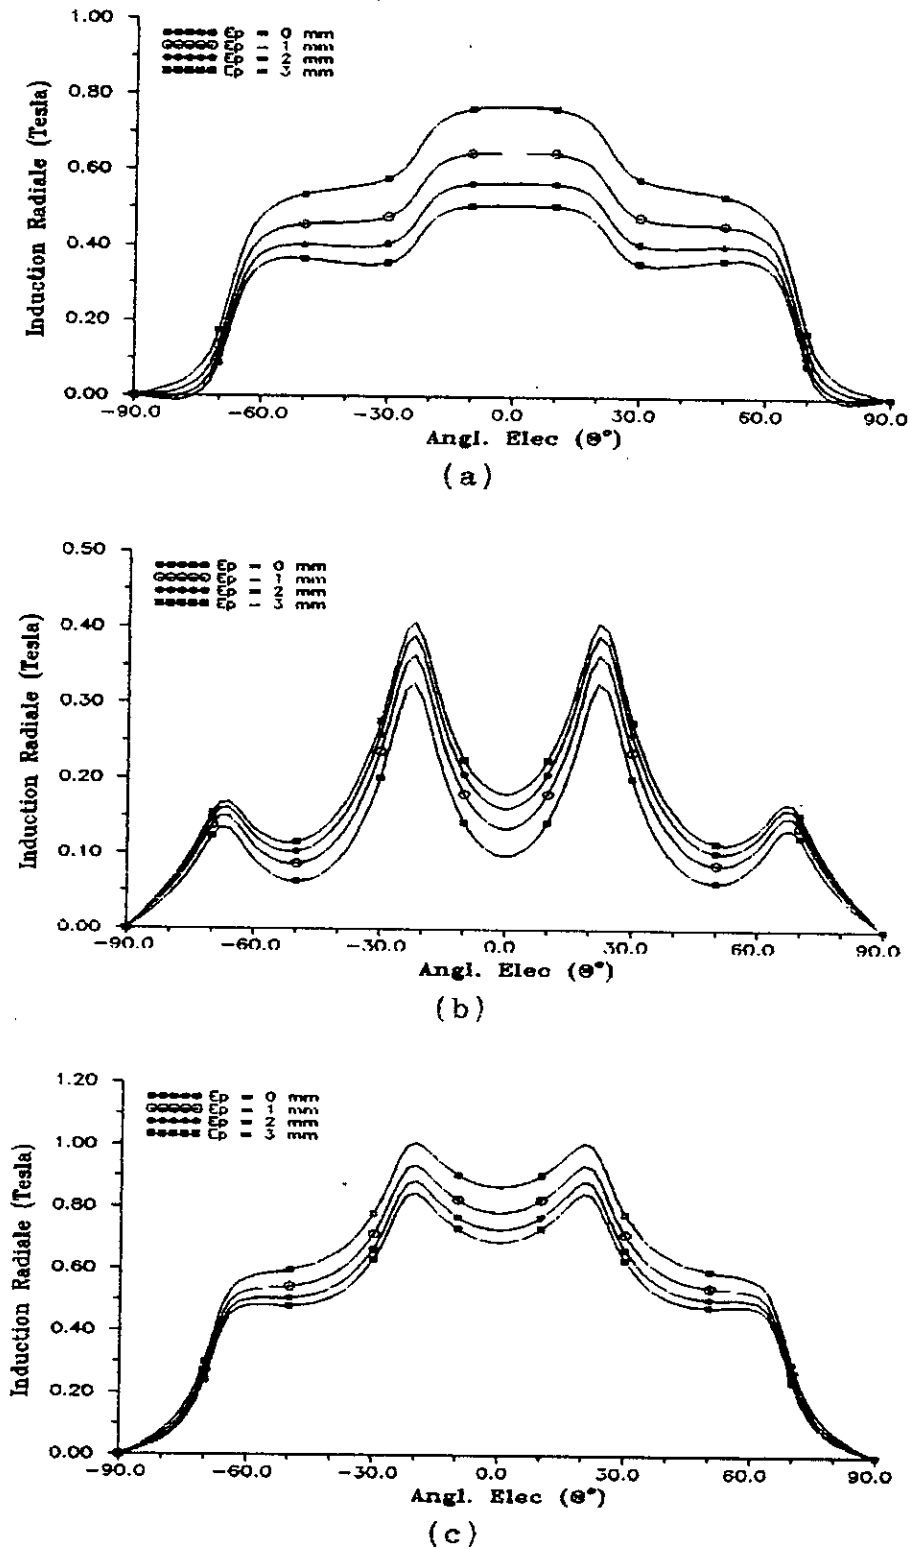 1.00
Ep = 0 mm
Ep = 1 mm
Ep = 2 mm
Ep = 3 mm
0.80
0.60
0.40
0.20
0.00
Induction Radiale (Tesla)
-90.0 -60.0 -30.0 0.0 30.0 60.0 90.0
Angl. Elec (Θ°)
(a)
0.50
Ep = 0 mm
Ep = 1 mm
Ep = 2 mm
Ep = 3 mm
0.40
0.30
0.20
0.10
0.00
Induction Radiale (Tesla)
-90.0 -60.0 -30.0 0.0 30.0 60.0 90.0
Angl. Elec (Θ°)
(b)
1.20
Ep = 0 mm
Ep = 1 mm
Ep = 2 mm
Ep = 3 mm
1.00
0.80
0.60
0.40
0.20
0.00
Induction Radiale (Tesla)
-90.0 -60.0 -30.0 0.0 30.0 60.0 90.0
Angl. Elec (Θ°)
(c)